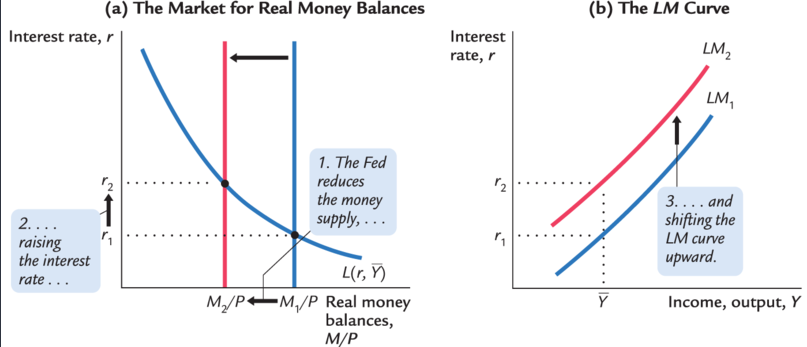 (a) The Market for Real Money Balances
Interest rate, r
1. The Fed
reduces
the money
supply, . . .
r₂
2. . . .
raising
the interest
rate . . .
r₁
L(r, Y̅)
M₂/P
M₁/P
Real money
balances,
M/P
(b) The LM Curve
Interest
rate, r
LM₂
LM₁
r₂
3. . . . and
shifting the
LM curve
upward.
r₁
Y̅
Income, output, Y